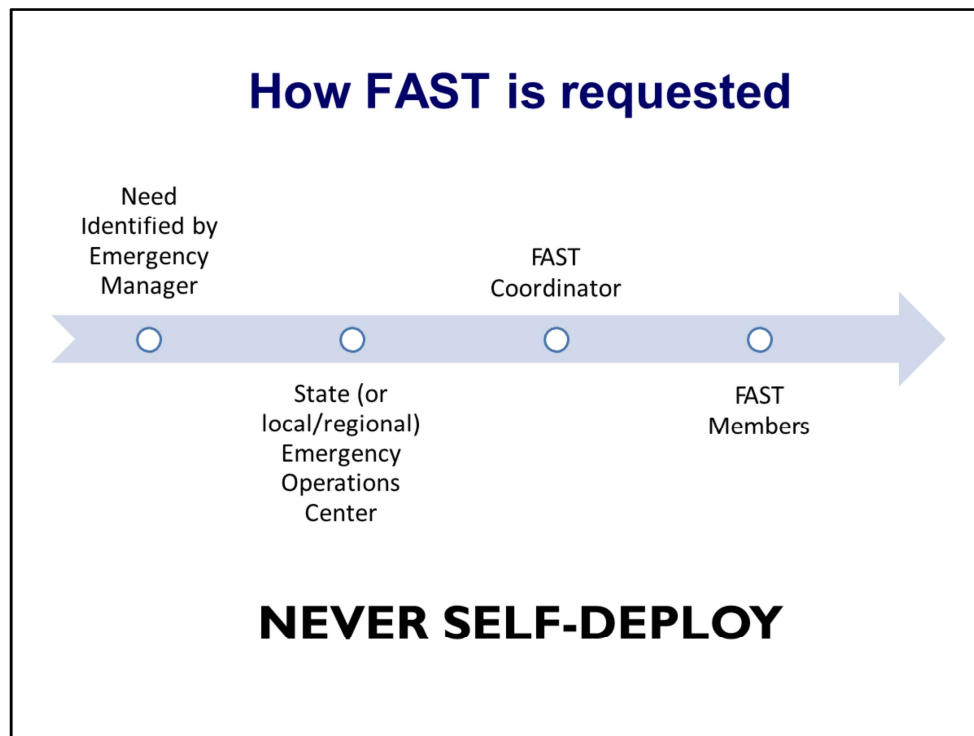 How FAST is requested
Need
Identified by
Emergency
Manager
State (or
local/regional)
Emergency
Operations
Center
FAST
Coordinator
FAST
Members
NEVER SELF-DEPLOY